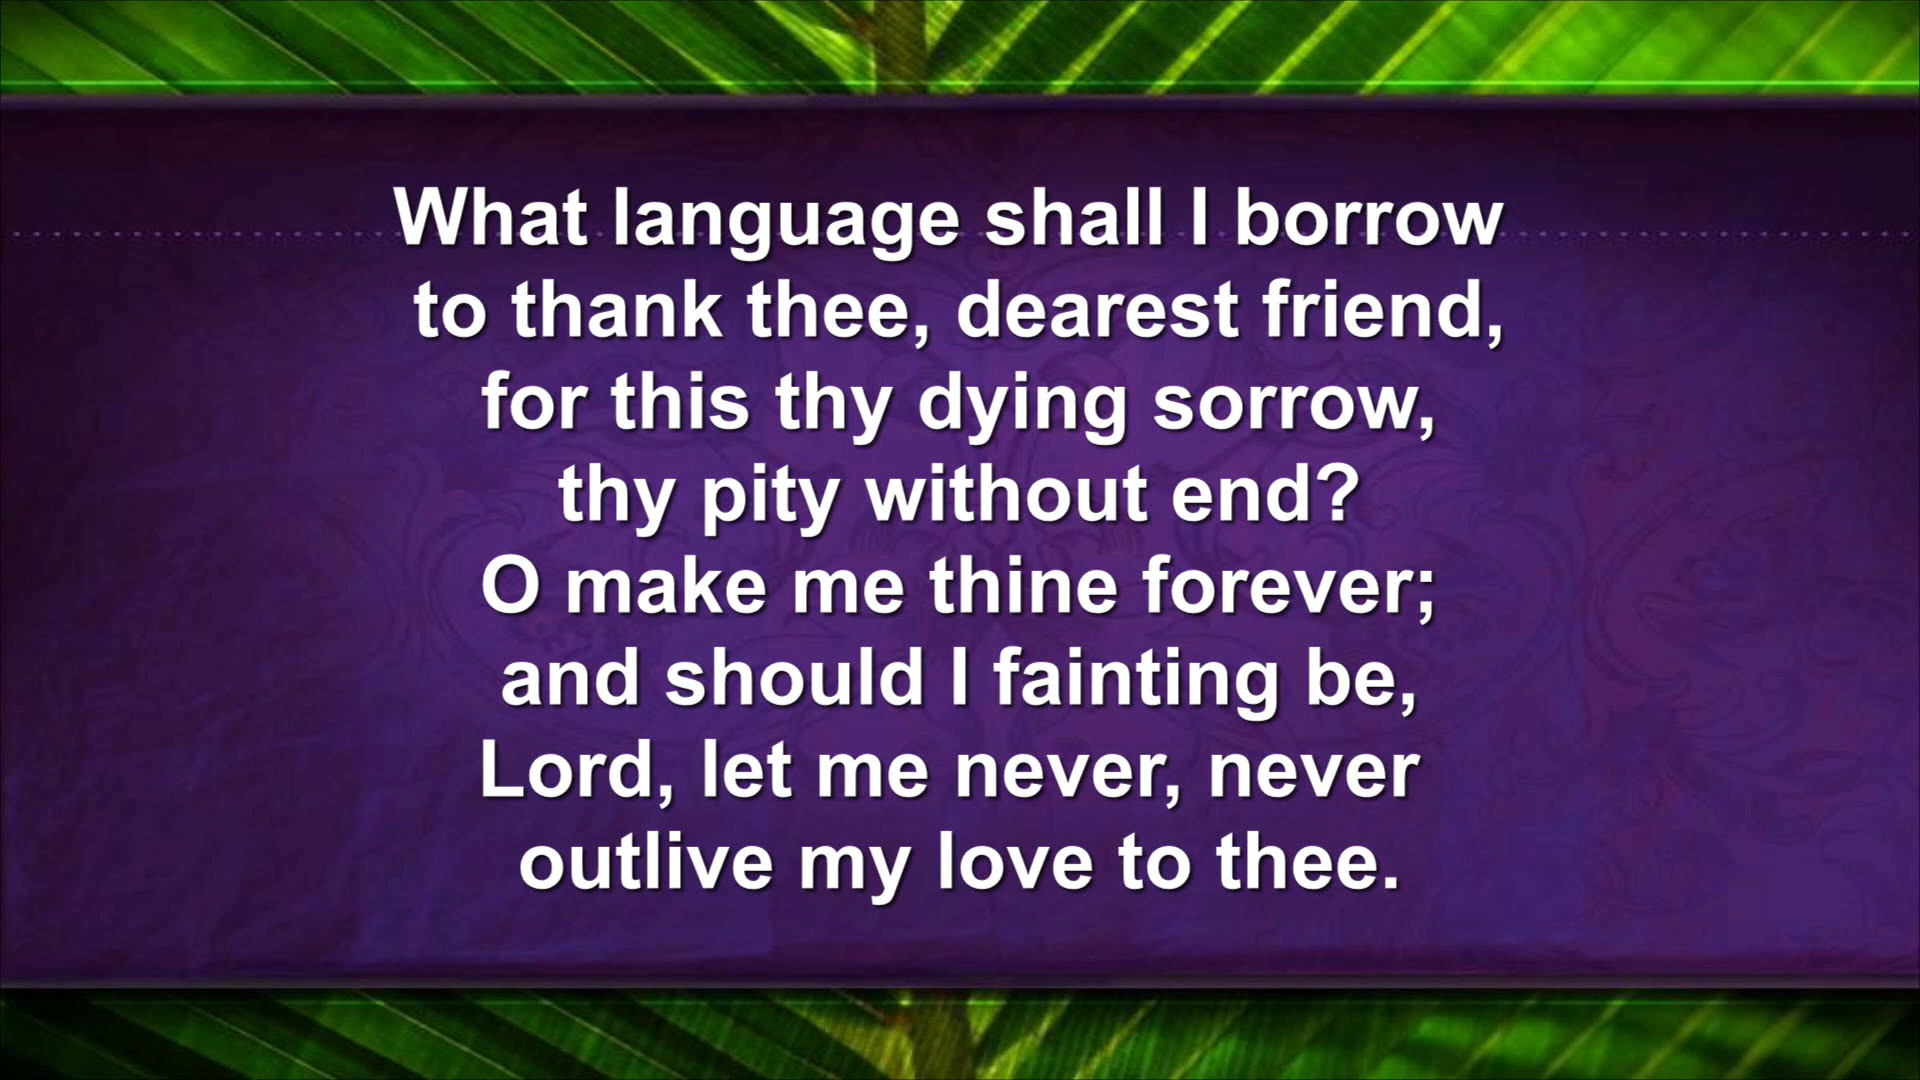 What language shall I borrow
to thank thee, dearest friend,
for this thy dying sorrow,
thy pity without end?
O make me thine forever;
and should I fainting be,
Lord, let me never, never
outlive my love to thee.